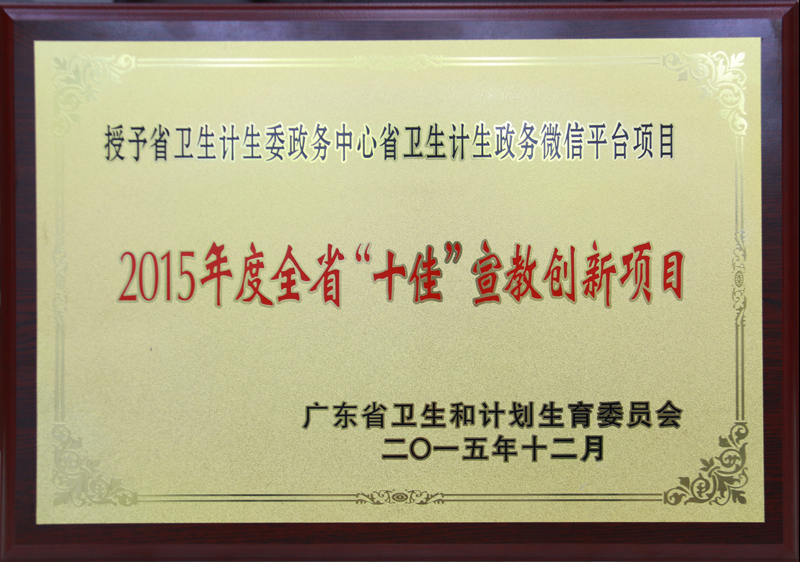 授予省卫生计生委政务中心省卫生计生政务微信平台项目
2015年度全省“十佳”宣教创新项目
广东省卫生和计划生育委员会
二〇一五年十二月